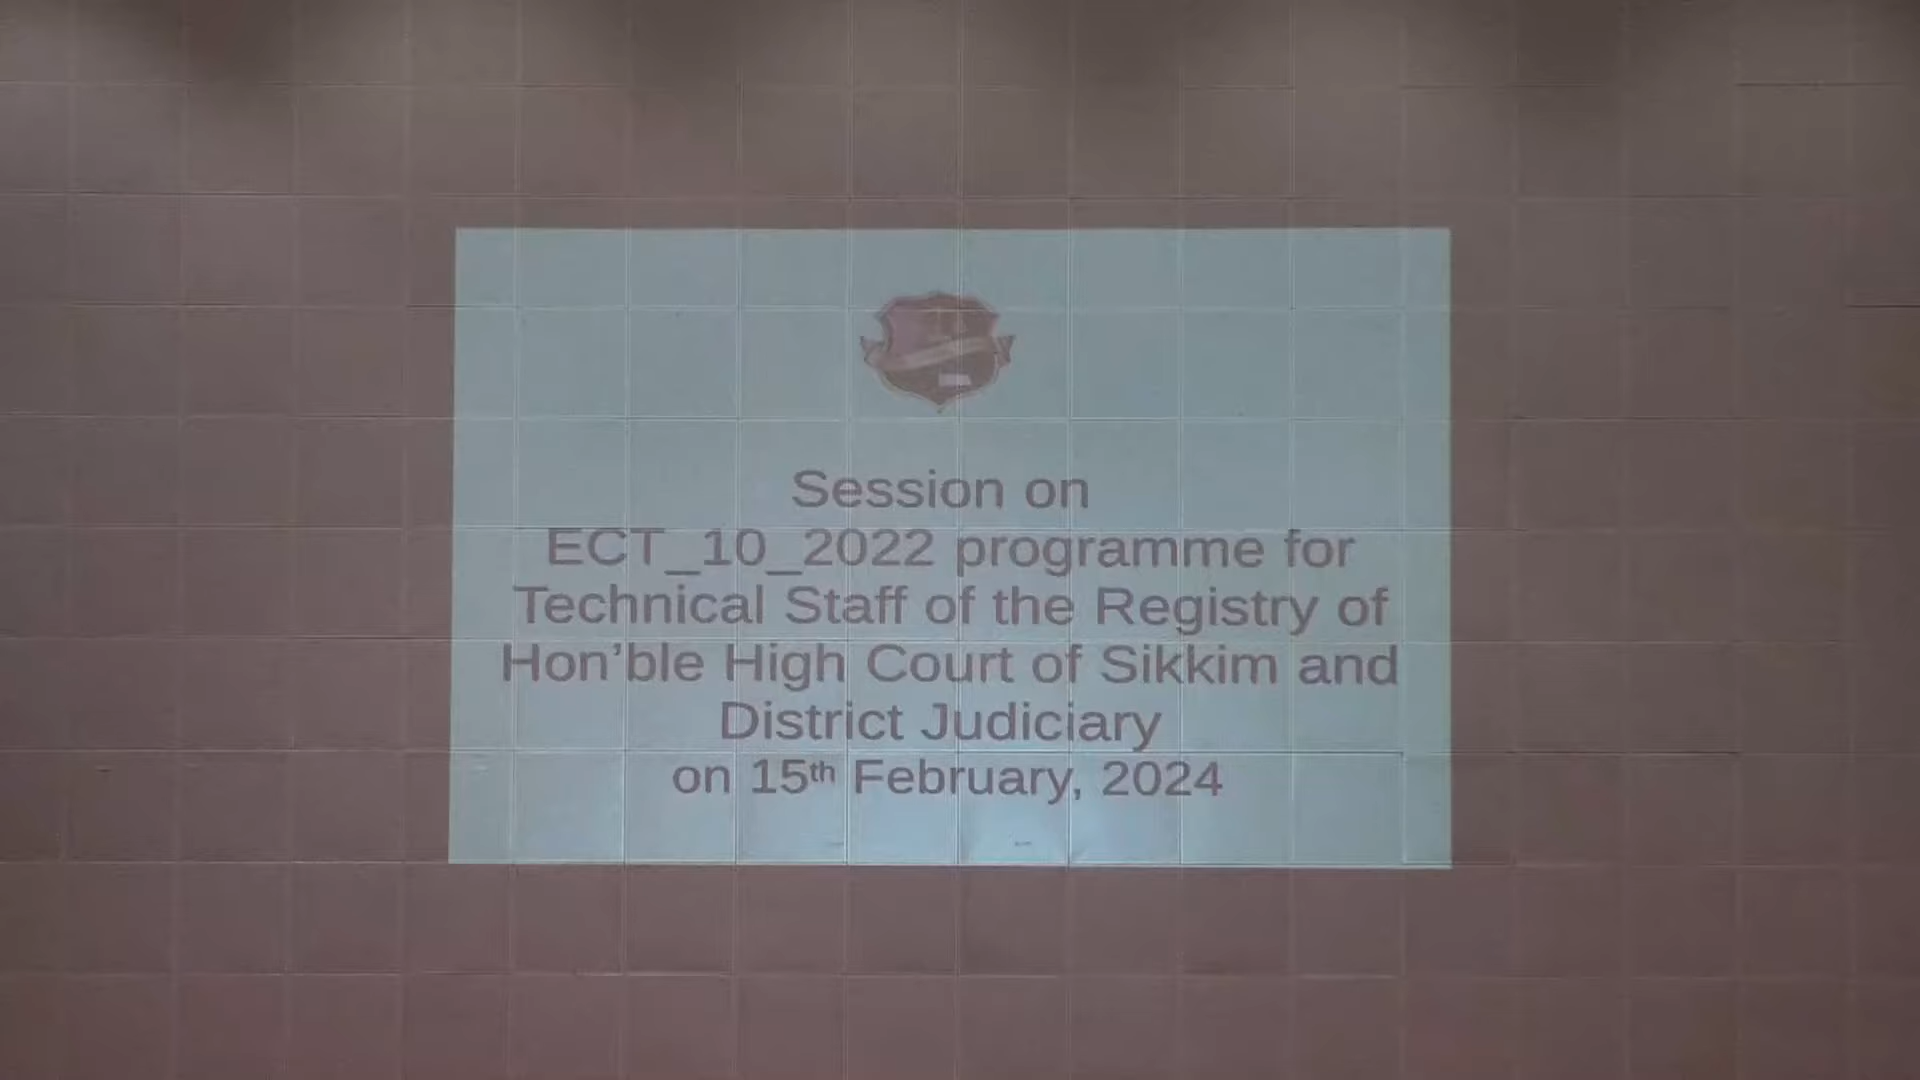 Session on
ECT_10_2022 programme for
Technical Staff of the Registry of
Hon’ble High Court of Sikkim and
District Judiciary
on 15th February, 2024